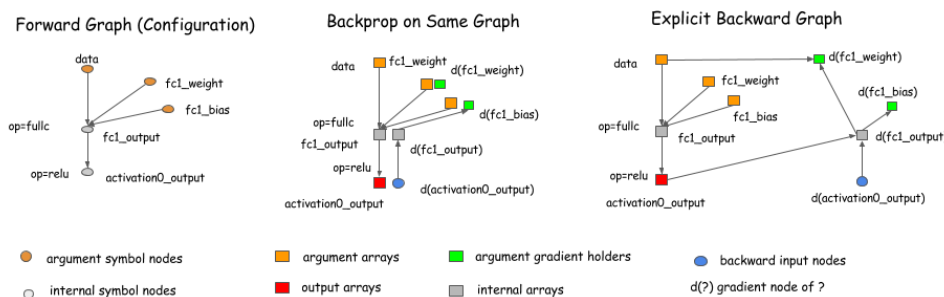 Forward Graph (Configuration)
data
fc1_weight
fc1_bias
op=fullc
fc1_output
op=relu
activation0_output
Backprop on Same Graph
data
fc1_weight
d(fc1_weight)
d(fc1_bias)
op=fullc
fc1_output
d(fc1_output)
op=relu
d(activation0_output)
activation0_output
Explicit Backward Graph
data
d(fc1_weight)
fc1_weight
d(fc1_bias)
fc1_bias
op=fullc
fc1_output
d(fc1_output
op=relu
activation0_output
d(activation0_output)
argument symbol nodes
argument arrays
argument gradient holders
backward input nodes
internal symbol nodes
output arrays
internal arrays
d(?) gradient node of ?